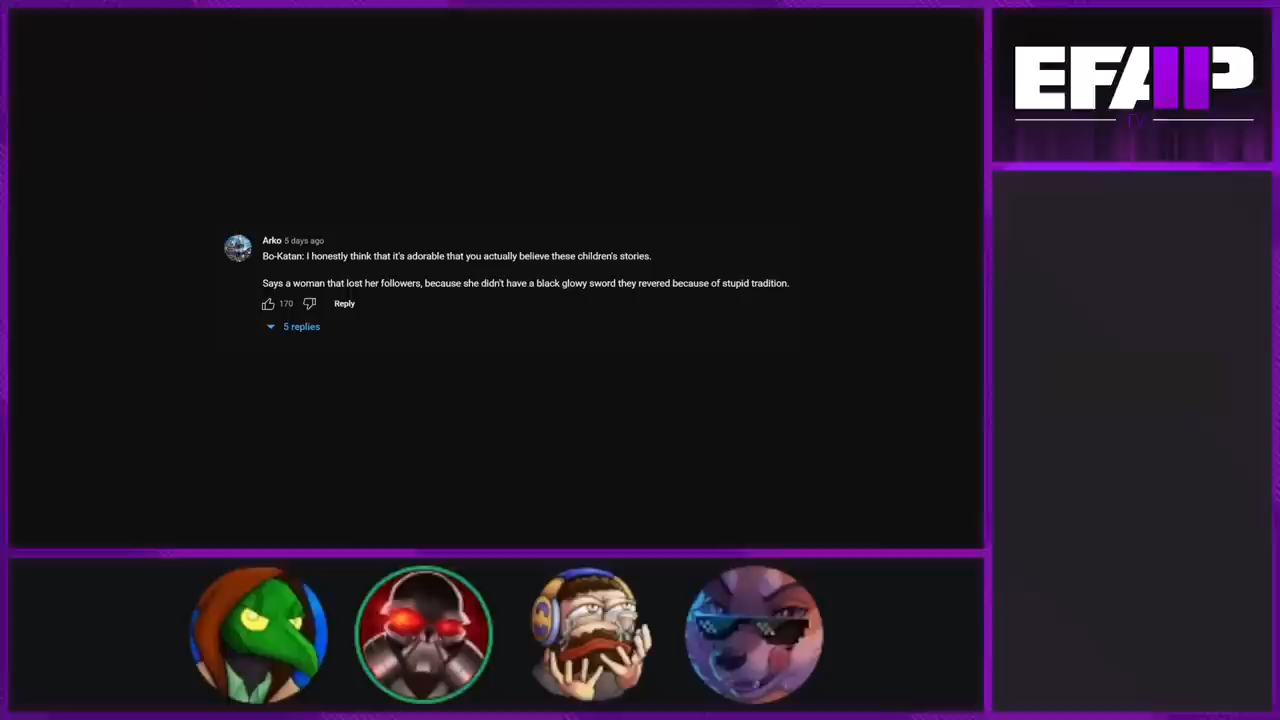 EFAP
TV
Arko 5 days ago
Bo-Katan: I honestly think that it's adorable that you actually believe these children's stories.
Says a woman that lost her followers, because she didn't have a black glowy sword they revered because of stupid tradition.
170 Reply
5 replies